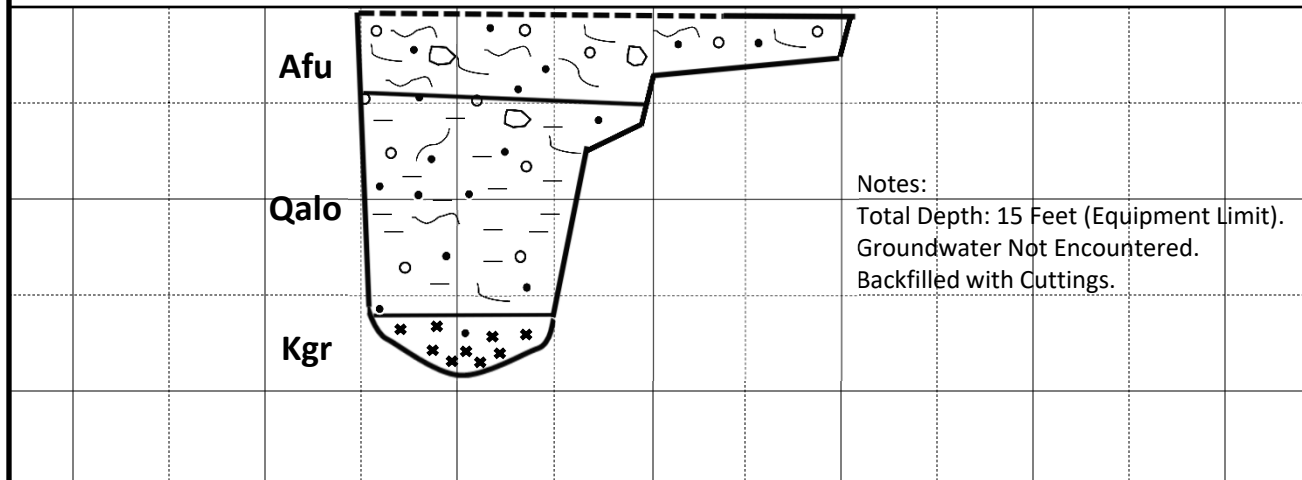 Afu
Qalo
Kgr
Notes:
Total Depth: 15 Feet (Equipment Limit).
Groundwater Not Encountered.
Backfilled with Cuttings.